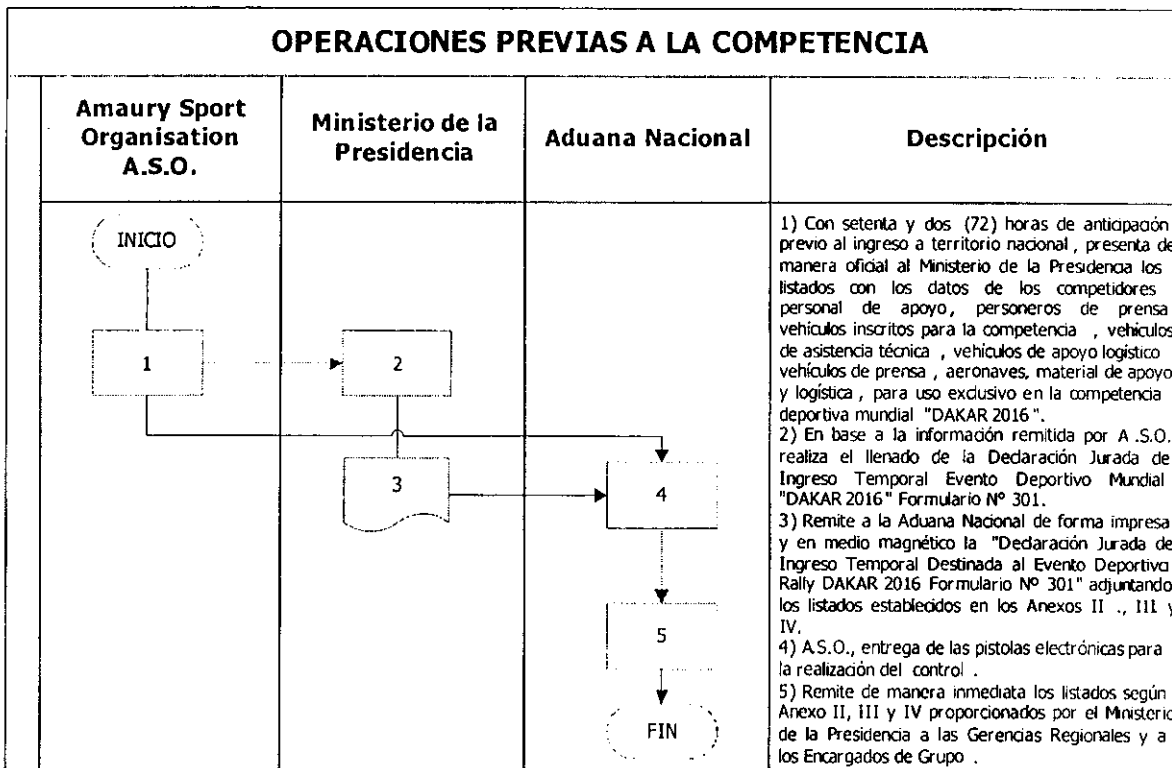 OPERACIONES PREVIAS A LA COMPETENCIA
Amaury Sport
Organisation
A.S.O.
Ministerio de la
Presidencia
Aduana Nacional
Descripción
INICIO
1
2
3
4
5
FIN
1) Con setenta y dos (72) horas de anticipación
previo al ingreso a territorio nacional , presenta de
manera oficial al Ministerio de la Presidencia los
listados con los datos de los competidores
personal de apoyo, personeros de prensa
vehículos inscritos para la competencia , vehículos
de asistencia técnica , vehículos de apoyo logístico
vehículos de prensa , aeronaves, material de apoyo
y logística , para uso exclusivo en la competencia
deportiva mundial "DAKAR 2016 ".
2) En base a la información remitida por A .S.O.
realiza el llenado de la Declaración Jurada de
Ingreso Temporal Evento Deportivo Mundial
"DAKAR 2016" Formulario Nº 301.
3) Remite a la Aduana Nacional de forma impresa
y en medio magnético la "Declaración Jurada de
Ingreso Temporal Destinada al Evento Deportivo
Rally DAKAR 2016 Formulario Nº 301" adjuntando
los listados establecidos en los Anexos II ., III y
IV.
4) A.S.O., entrega de las pistolas electrónicas para
la realización del control .
5) Remite de manera inmediata los listados según
Anexo II, III y IV proporcionados por el Ministerio
de la Presidencia a las Gerencias Regionales y a
los Encargados de Grupo .